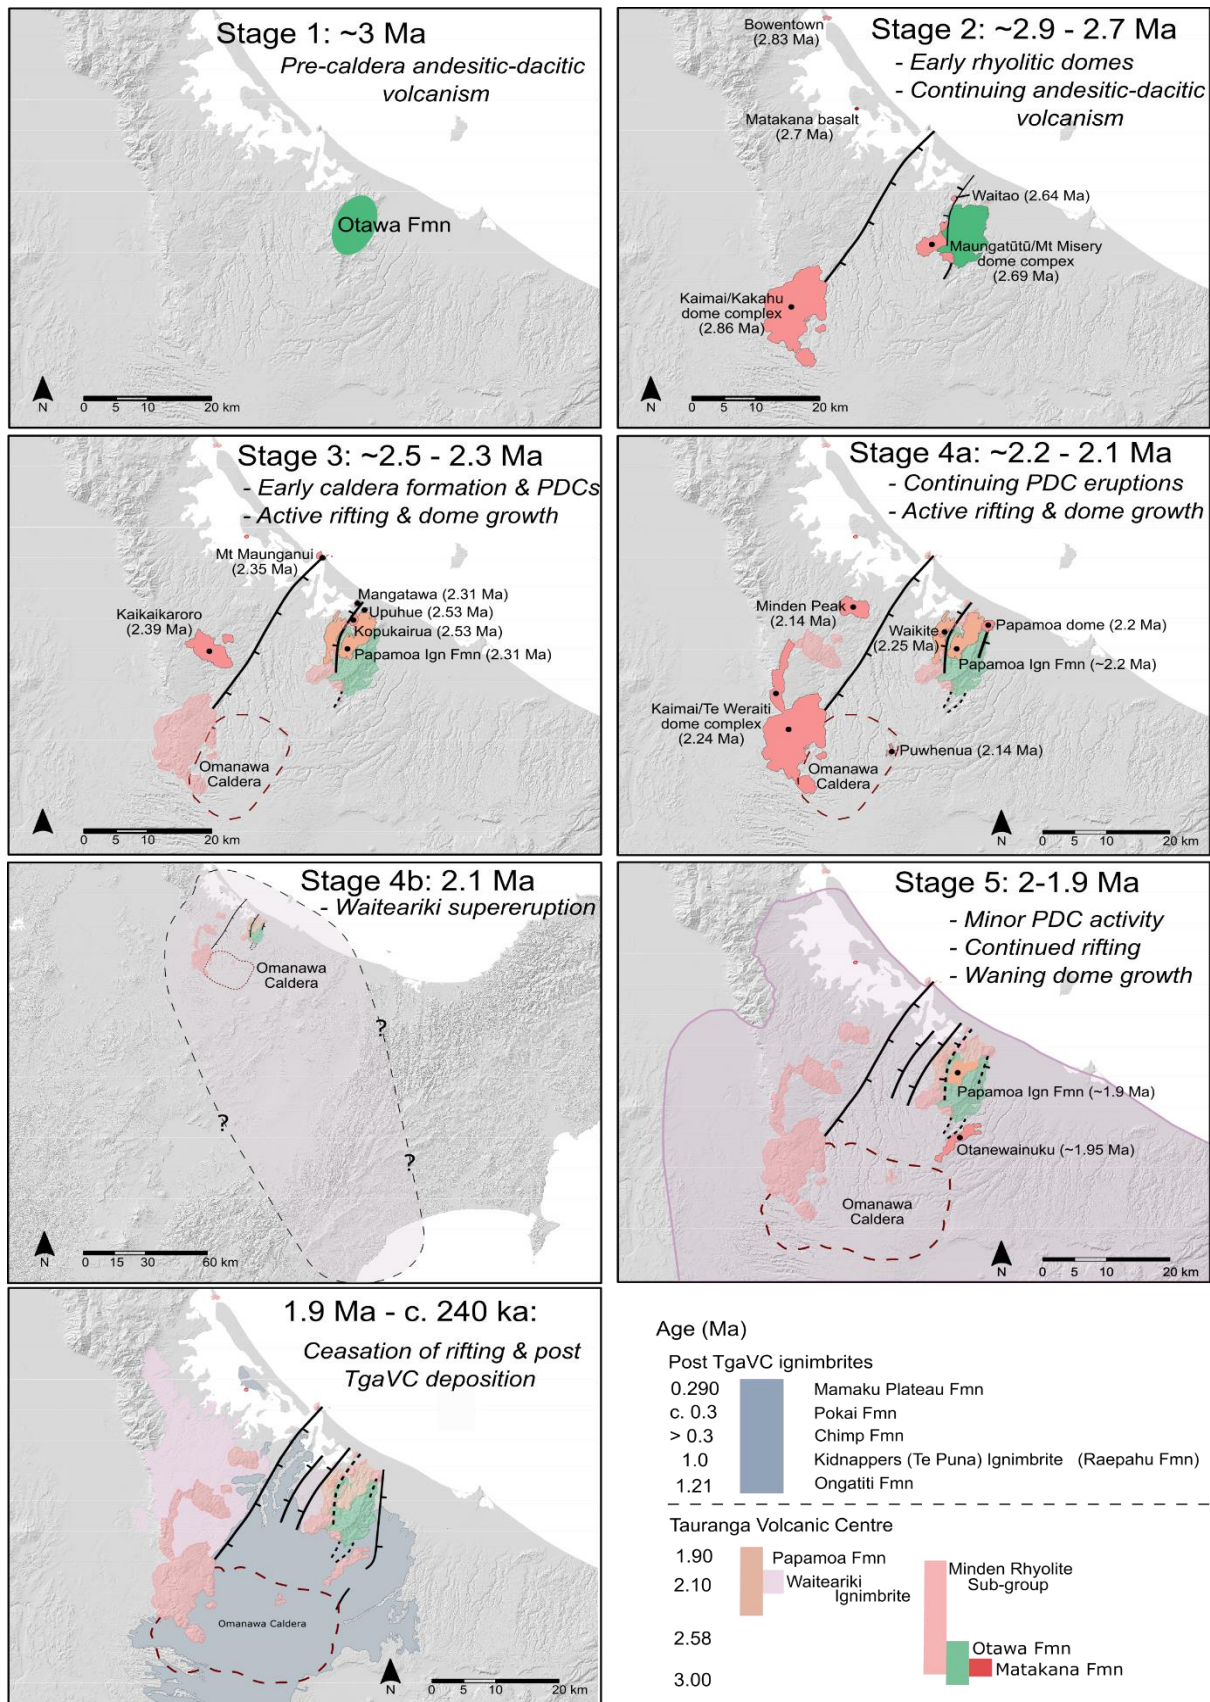 Stage 1: ~3 Ma
Pre-caldera andesitic-dacitic
volcanism
Otawa Fmn
N
0 5 10 20 km
Stage 2: ~2.9 - 2.7 Ma
- Early rhyolitic domes
- Continuing andesitic-dacitic
volcanism
Bowentown
(2.83 Ma)
Matakana basalt
(2.7 Ma)
Waitao (2.64 Ma)
Maungatūtū/Mt Misery
dome compex
(2.69 Ma)
Kaimai/Kakahu
dome complex
(2.86 Ma)
N
0 5 10 20 km
Stage 3: ~2.5 - 2.3 Ma
- Early caldera formation & PDCs
- Active rifting & dome growth
Mt Maunganui
(2.35 Ma)
Mangatawa (2.31 Ma)
Upuhue (2.53 Ma)
Kopukairua (2.53 Ma)
Papamoa Ign Fmn (2.31 Ma)
Kaikaikaroro
(2.39 Ma)
Omanawa
Caldera
N
0 5 10 20 km
Stage 4a: ~2.2 - 2.1 Ma
- Continuing PDC eruptions
- Active rifting & dome growth
Minden Peak
(2.14 Ma)
Waikite
(2.25 Ma)
Papamoa dome (2.2 Ma)
Papamoa Ign Fmn (~2.2 Ma)
Kaimai/Te Weraiti
dome complex
(2.24 Ma)
Puwhenua (2.14 Ma)
Omanawa
Caldera
N
0 5 10 20 km
Stage 4b: 2.1 Ma
- Waiteariki supereruption
Omanawa
Caldera
?
?
?
N
0 15 30 60 km
Stage 5: 2-1.9 Ma
- Minor PDC activity
- Continued rifting
- Waning dome growth
Papamoa Ign Fmn (~1.9 Ma)
Otanewainuku (~1.95 Ma)
Omanawa
Caldera
N
0 5 10 20 km
1.9 Ma - c. 240 ka:
Ceasation of rifting & post
TgaVC deposition
Omanawa Caldera
N
0 5 10 20 km
Age (Ma)
Post TgaVC ignimbrites
0.290 Mamaku Plateau Fmn
c. 0.3 Pokai Fmn
> 0.3 Chimp Fmn
1.0 Kidnappers (Te Puna) Ignimbrite (Raepahu Fmn)
1.21 Ongatiti Fmn
Tauranga Volcanic Centre
1.90
2.10
2.58
3.00
Papamoa Fmn
Waiteariki
Ignimbrite
Minden Rhyolite
Sub-group
Otawa Fmn
Matakana Fmn